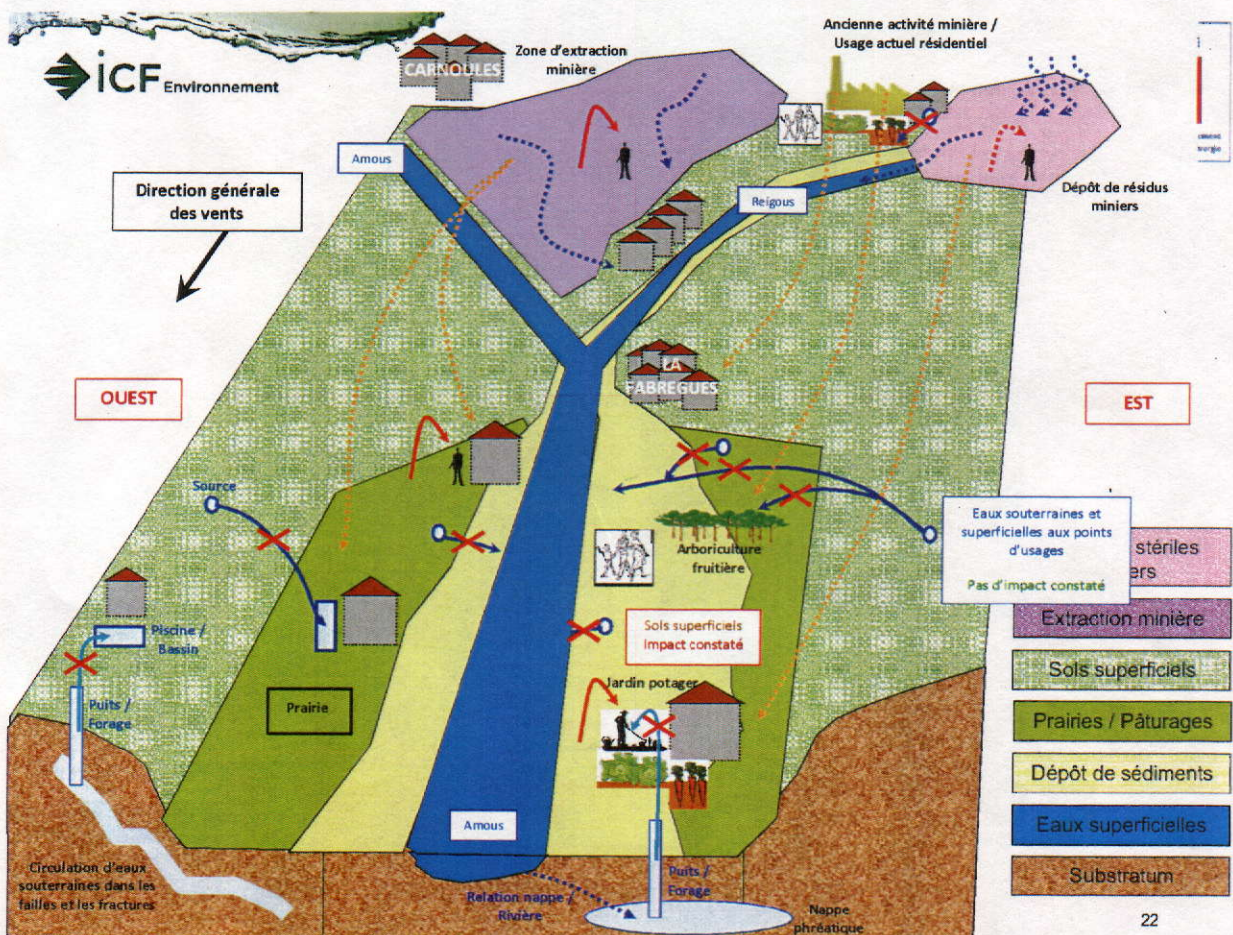 iCF Environnement
CARNOULES
Zone d'extraction
minière
Ancienne activité minière /
Usage actuel résidentiel
Amous
Direction générale
des vents
Reigous
Dépôt de résidus
miniers
OUEST
LA
FABREGUES
EST
Source
Eaux souterraines et
superficielles aux points
d'usages
Pas d'impact constaté
Arboriculture
fruitière
stériles
Extraction minière
Piscine /
Bassin
Sols superficiels
Impact constaté
Sols superficiels
Jardin potager
Puits /
Forage
Prairie
Prairies / Pâturages
Dépôt de sédiments
Amous
Eaux superficielles
Circulation d'eaux
souterraines dans les
failles et les fractures
Puits /
Forage
Substratum
Relation nappe /
Rivière
Nappe
phréatique
22